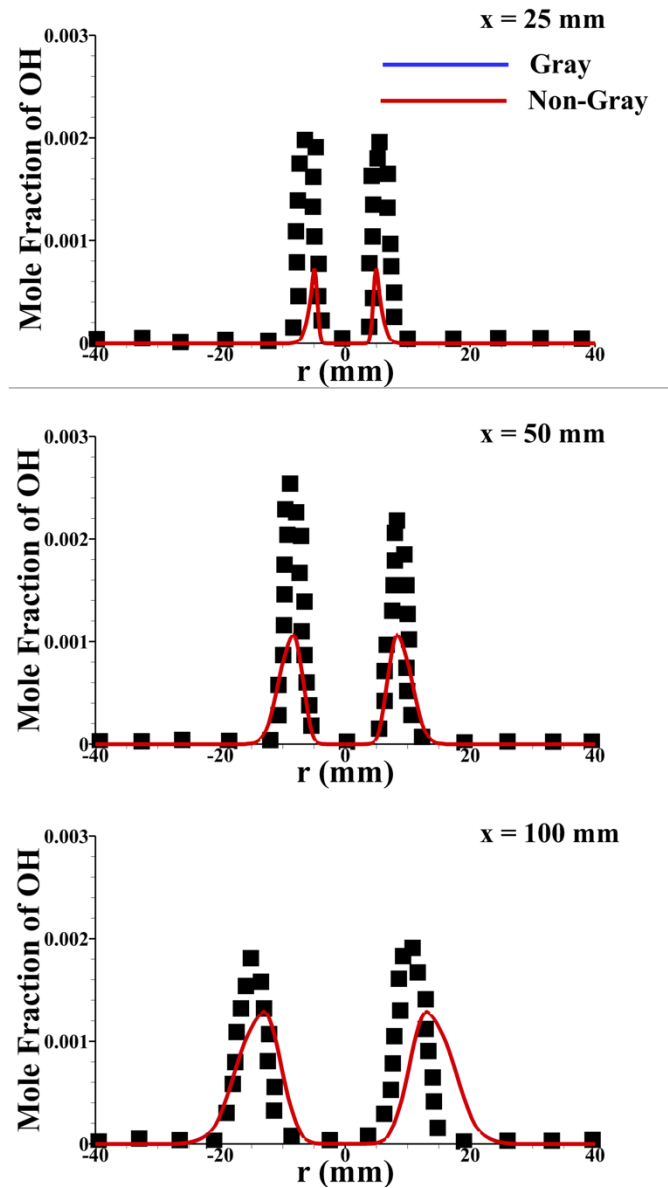 x = 25 mm
Gray
Non-Gray
Mole Fraction of OH
0.003
0.002
0.001
0
-40 -20 0 20 40
r (mm)
x = 50 mm
Mole Fraction of OH
0.003
0.002
0.001
0
-40 -20 0 20 40
r (mm)
x = 100 mm
Mole Fraction of OH
0.003
0.002
0.001
0
-40 -20 0 20 40
r (mm)